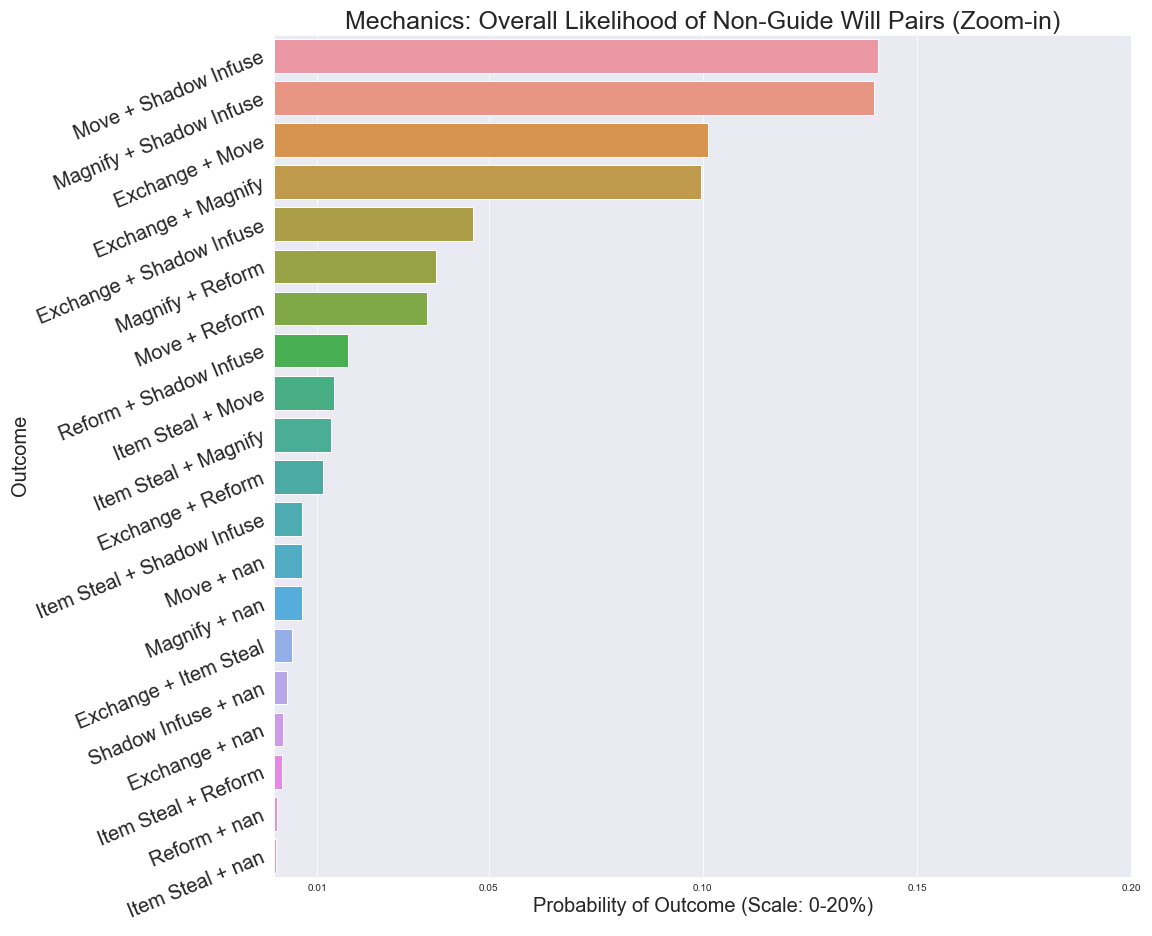 Mechanics: Overall Likelihood of Non-Guide Will Pairs (Zoom-in)
Outcome
Move + Shadow Infuse
Magnify + Shadow Infuse
Exchange + Move
Exchange + Magnify
Exchange + Shadow Infuse
Magnify + Reform
Move + Reform
Reform + Shadow Infuse
Item Steal + Move
Item Steal + Magnify
Exchange + Reform
Item Steal + Shadow Infuse
Move + nan
Magnify + nan
Exchange + Item Steal
Shadow Infuse + nan
Exchange + nan
Item Steal + Reform
Reform + nan
Item Steal + nan
0.01 0.05 0.10 0.15 0.20
Probability of Outcome (Scale: 0-20%)